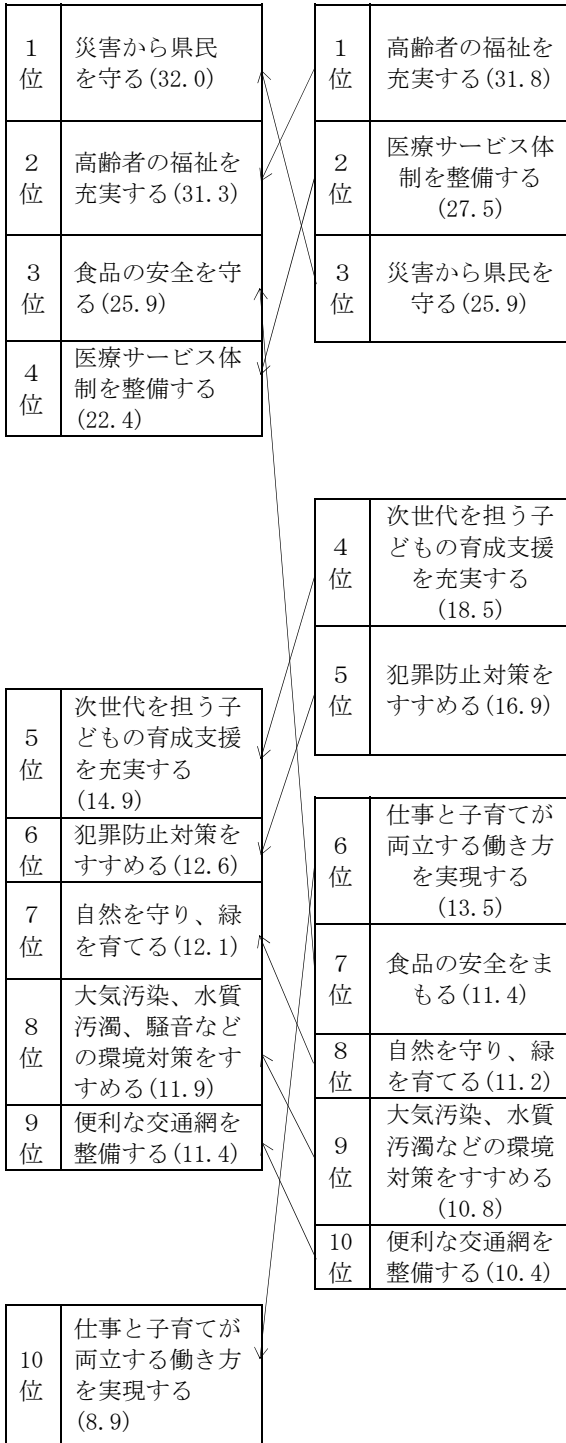 1
位
災害から県民
を守る(32.0)
2
位
高齢者の福祉を
充実する(31.3)
3
位
食品の安全を守
る(25.9)
4
位
医療サービス体
制を整備する
(22.4)
5
位
次世代を担う子
どもの育成支援
を充実する
(14.9)
6
位
犯罪防止対策を
すすめる(12.6)
7
位
自然を守り、緑
を育てる(12.1)
8
位
大気汚染、水質
汚濁、騒音など
の環境対策をす
すめる(11.9)
9
位
便利な交通網を
整備する(11.4)
10
位
仕事と子育てが
両立する働き方
を実現する
(8.9)
1
位
高齢者の福祉を
充実する(31.8)
2
位
医療サービス体
制を整備する
(27.5)
3
位
災害から県民を
守る(25.9)
4
位
次世代を担う子
どもの育成支援
を充実する
(18.5)
5
位
犯罪防止対策を
すすめる(16.9)
6
位
仕事と子育てが
両立する働き方
を実現する
(13.5)
7
位
食品の安全をま
もる(11.4)
8
位
自然を守り、緑
を育てる(11.2)
9
位
大気汚染、水質
汚濁などの環境
対策をすすめる
(10.8)
10
位
便利な交通網を
整備する(10.4)